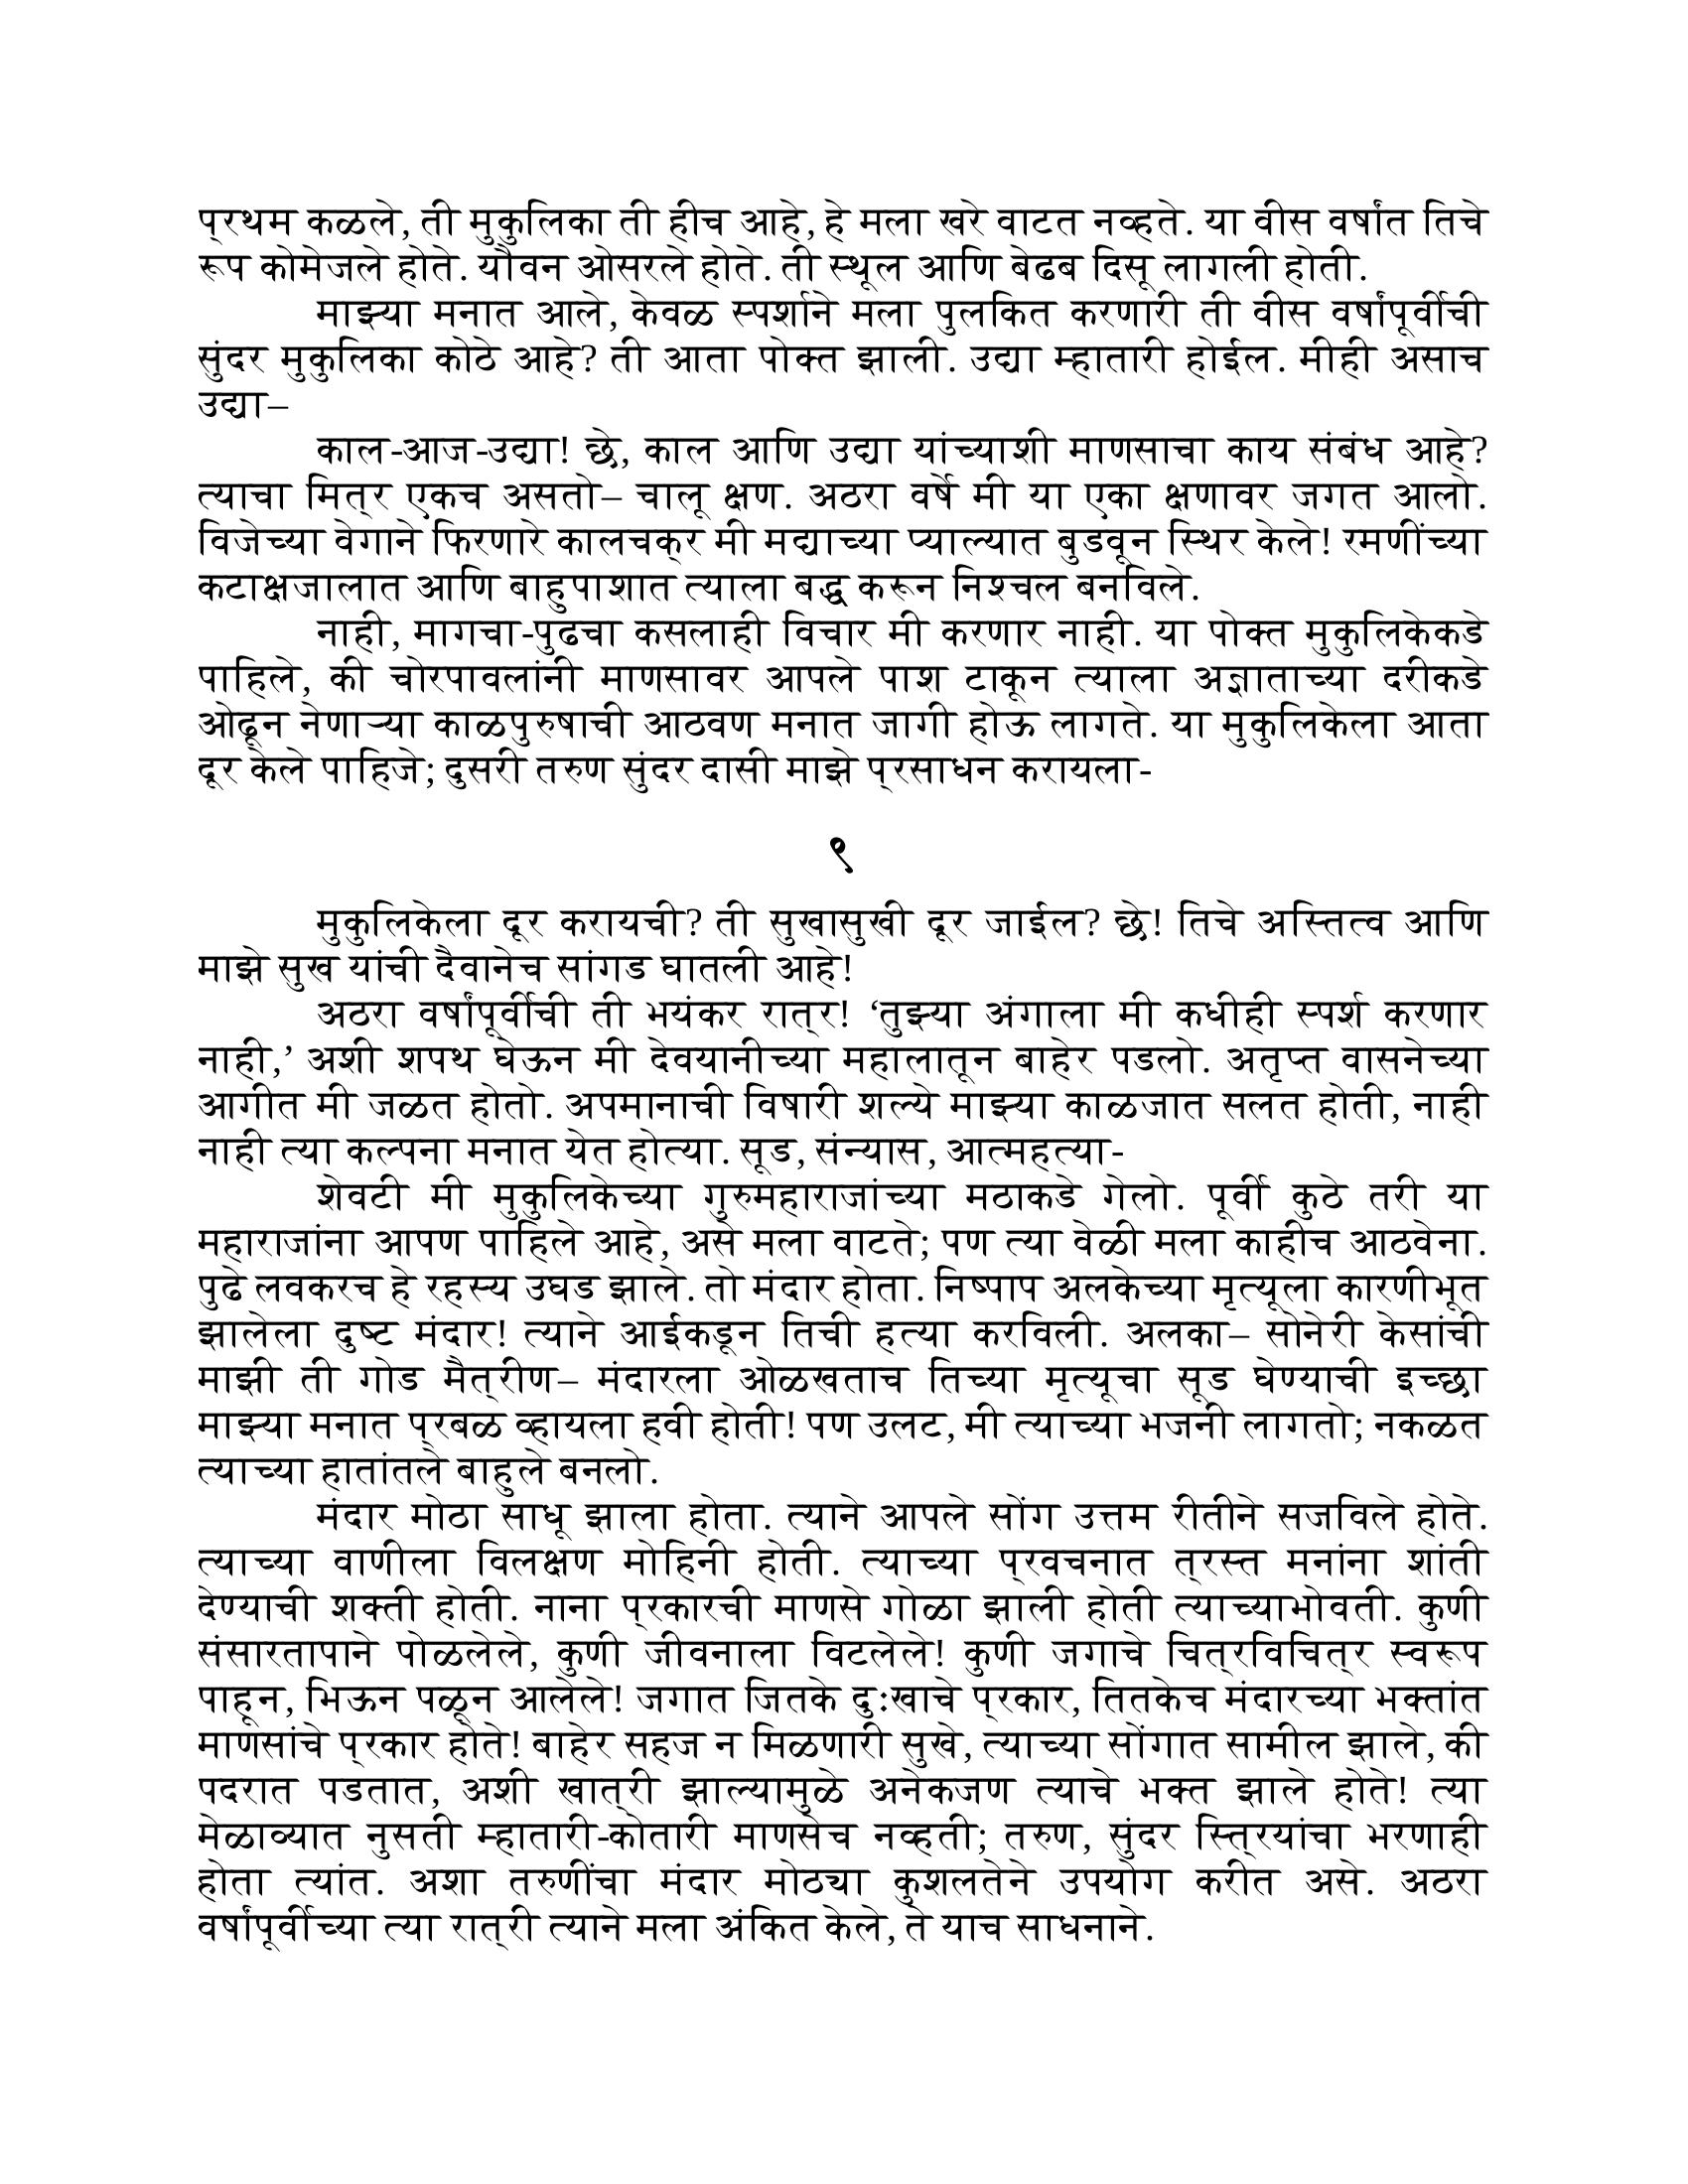 प्रथम कळले, ती मुकुलिका ती हीच आहे, हे मला खरे वाटत नव्हते. या वीस वर्षांत तिचे
रूप कोमेजले होते. यौवन ओसरले होते. ती स्थूल आणि बेढब दिसू लागली होती.
माझ्या मनात आले, केवळ स्पर्शाने मला पुलकित करणारी ती वीस वर्षांपूर्वीची
सुंदर मुकुलिका कोठे आहे? ती आता पोक्त झाली. उद्या म्हातारी होईल. मीही असाच
उद्या–
काल-आज-उद्या! छे, काल आणि उद्या यांच्याशी माणसाचा काय संबंध आहे?
त्याचा मित्र एकच असतो– चालू क्षण. अठरा वर्षे मी या एका क्षणावर जगत आलो.
विजेच्या वेगाने फिरणारे कालचक्र मी मद्याच्या प्याल्यात बुडवून स्थिर केले! रमणींच्या
कटाक्षजालात आणि बाहुपाशात त्याला बद्ध करून निश्चल बनविले.
नाही, मागचा-पुढचा कसलाही विचार मी करणार नाही. या पोक्त मुकुलिकेकडे
पाहिले, की चोरपावलांनी माणसावर आपले पाश टाकून त्याला अज्ञाताच्या दरीकडे
ओढून नेणाऱ्या काळपुरुषाची आठवण मनात जागी होऊ लागते. या मुकुलिकेला आता
दूर केले पाहिजे; दुसरी तरुण सुंदर दासी माझे प्रसाधन करायला-
९
मुकुलिकेला दूर करायची? ती सुखासुखी दूर जाईल? छे! तिचे अस्तित्व आणि
माझे सुख यांची दैवानेच सांगड घातली आहे!
अठरा वर्षांपूर्वीची ती भयंकर रात्र! ‘तुझ्या अंगाला मी कधीही स्पर्श करणार
नाही,’ अशी शपथ घेऊन मी देवयानीच्या महालातून बाहेर पडलो. अतृप्त वासनेच्या
आगीत मी जळत होतो. अपमानाची विषारी शल्ये माझ्या काळजात सलत होती, नाही
नाही त्या कल्पना मनात येत होत्या. सूड, संन्यास, आत्महत्या-
शेवटी मी मुकुलिकेच्या गुरुमहाराजांच्या मठाकडे गेलो. पूर्वी कुठे तरी या
महाराजांना आपण पाहिले आहे, असे मला वाटते; पण त्या वेळी मला काहीच आठवेना.
पुढे लवकरच हे रहस्य उघड झाले. तो मंदार होता. निष्पाप अलकेच्या मृत्यूला कारणीभूत
झालेला दुष्ट मंदार! त्याने आईकडून तिची हत्या करविली. अलका– सोनेरी केसांची
माझी ती गोड मैत्रीण– मंदारला ओळखताच तिच्या मृत्यूचा सूड घेण्याची इच्छा
माझ्या मनात प्रबळ व्हायला हवी होती! पण उलट, मी त्याच्या भजनी लागतो; नकळत
त्याच्या हातांतले बाहुले बनलो.
मंदार मोठा साधू झाला होता. त्याने आपले सोंग उत्तम रीतीने सजविले होते.
त्याच्या वाणीला विलक्षण मोहिनी होती. त्याच्या प्रवचनात त्रस्त मनांना शांती
देण्याची शक्ती होती. नाना प्रकारची माणसे गोळा झाली होती त्याच्याभोवती. कुणी
संसारतापाने पोळलेले, कुणी जीवनाला विटलेले! कुणी जगाचे चित्रविचित्र स्वरूप
पाहून, भिऊन पळून आलेले! जगात जितके दुःखाचे प्रकार, तितकेच मंदारच्या भक्तांत
माणसांचे प्रकार होते! बाहेर सहज न मिळणारी सुखे, त्याच्या सोंगात सामील झाले, की
पदरात पडतात, अशी खात्री झाल्यामुळे अनेकजण त्याचे भक्त झाले होते! त्या
मेळाव्यात नुसती म्हातारी-कोतारी माणसेच नव्हती; तरुण, सुंदर स्त्रियांचा भरणाही
होता त्यांत. अशा तरुणींचा मंदार मोठ्या कुशलतेने उपयोग करीत असे. अठरा
वर्षांपूर्वीच्या त्या रात्री त्याने मला अंकित केले, ते याच साधनाने.